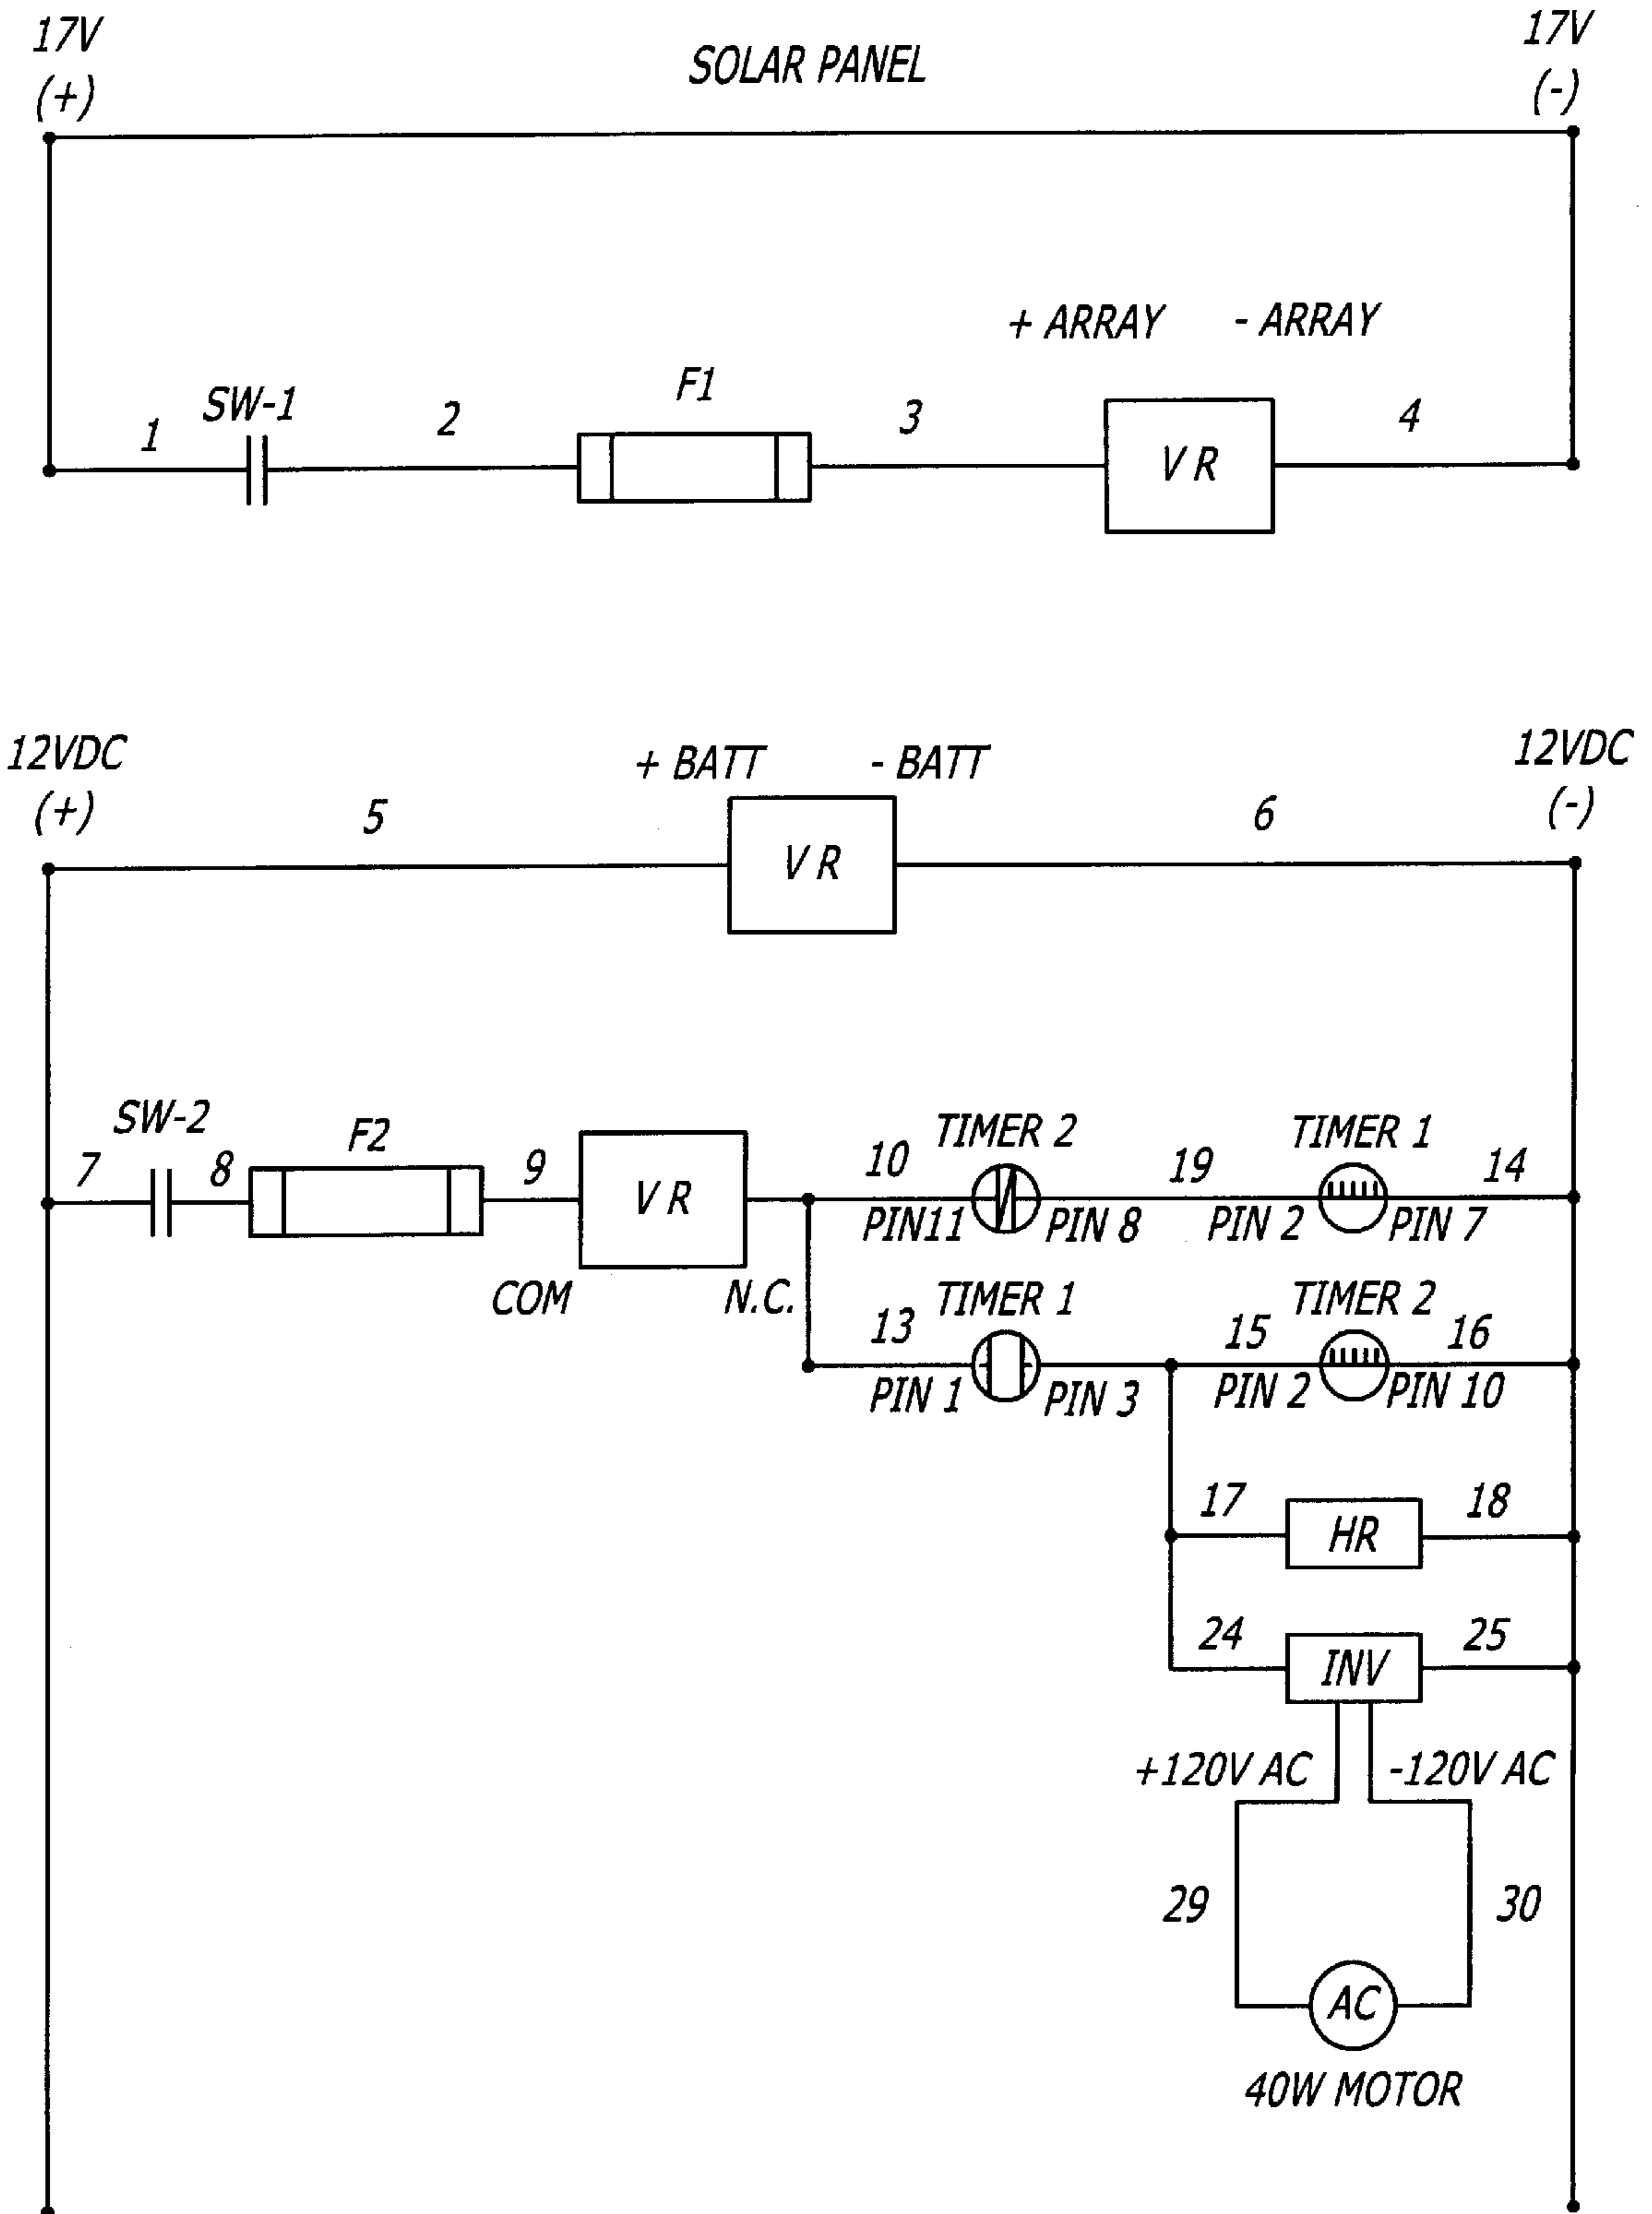 17V SOLAR PANEL 17V
(+) (-)
+ ARRAY - ARRAY
1 SW-1 2 F1 3 V R 4
12VDC + BATT - BATT 12VDC
(+) 5 V R 6 (-)
7 SW-2 8 F2 9 V R 10 TIMER 2 19 TIMER 1 14
PIN11 PIN 8 PIN 2 PIN 7
COM N.C. 13 TIMER 1 15 TIMER 2 16
PIN 1 PIN 3 PIN 2 PIN 10
17 HR 18
24 INV 25
+120V AC -120V AC
29 30
AC
40W MOTOR